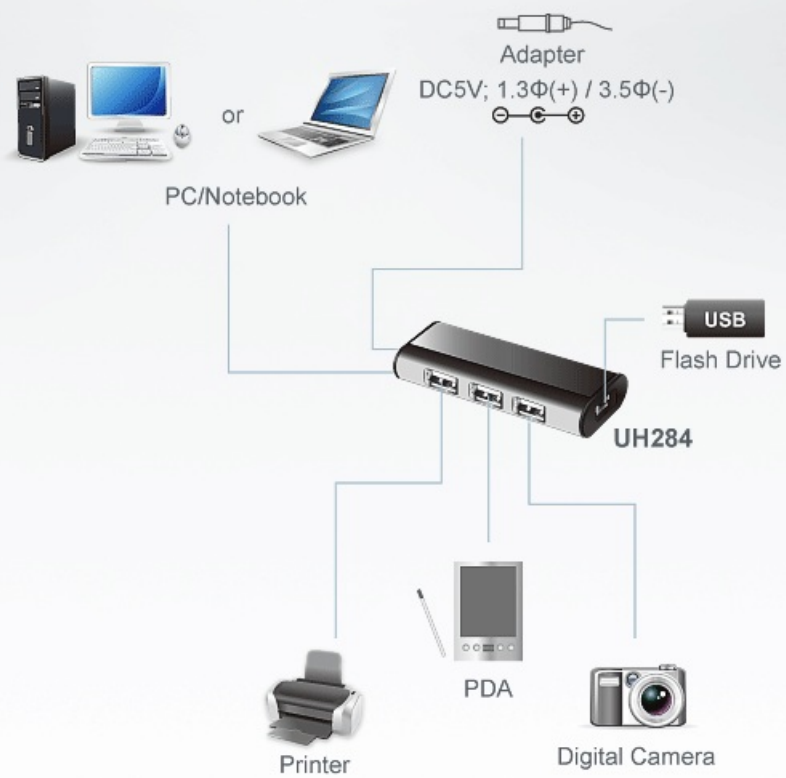 Adapter
DC5V; 1.3Φ(+) / 3.5Φ(-)
or
PC/Notebook
USB
Flash Drive
UH284
PDA
Printer
Digital Camera